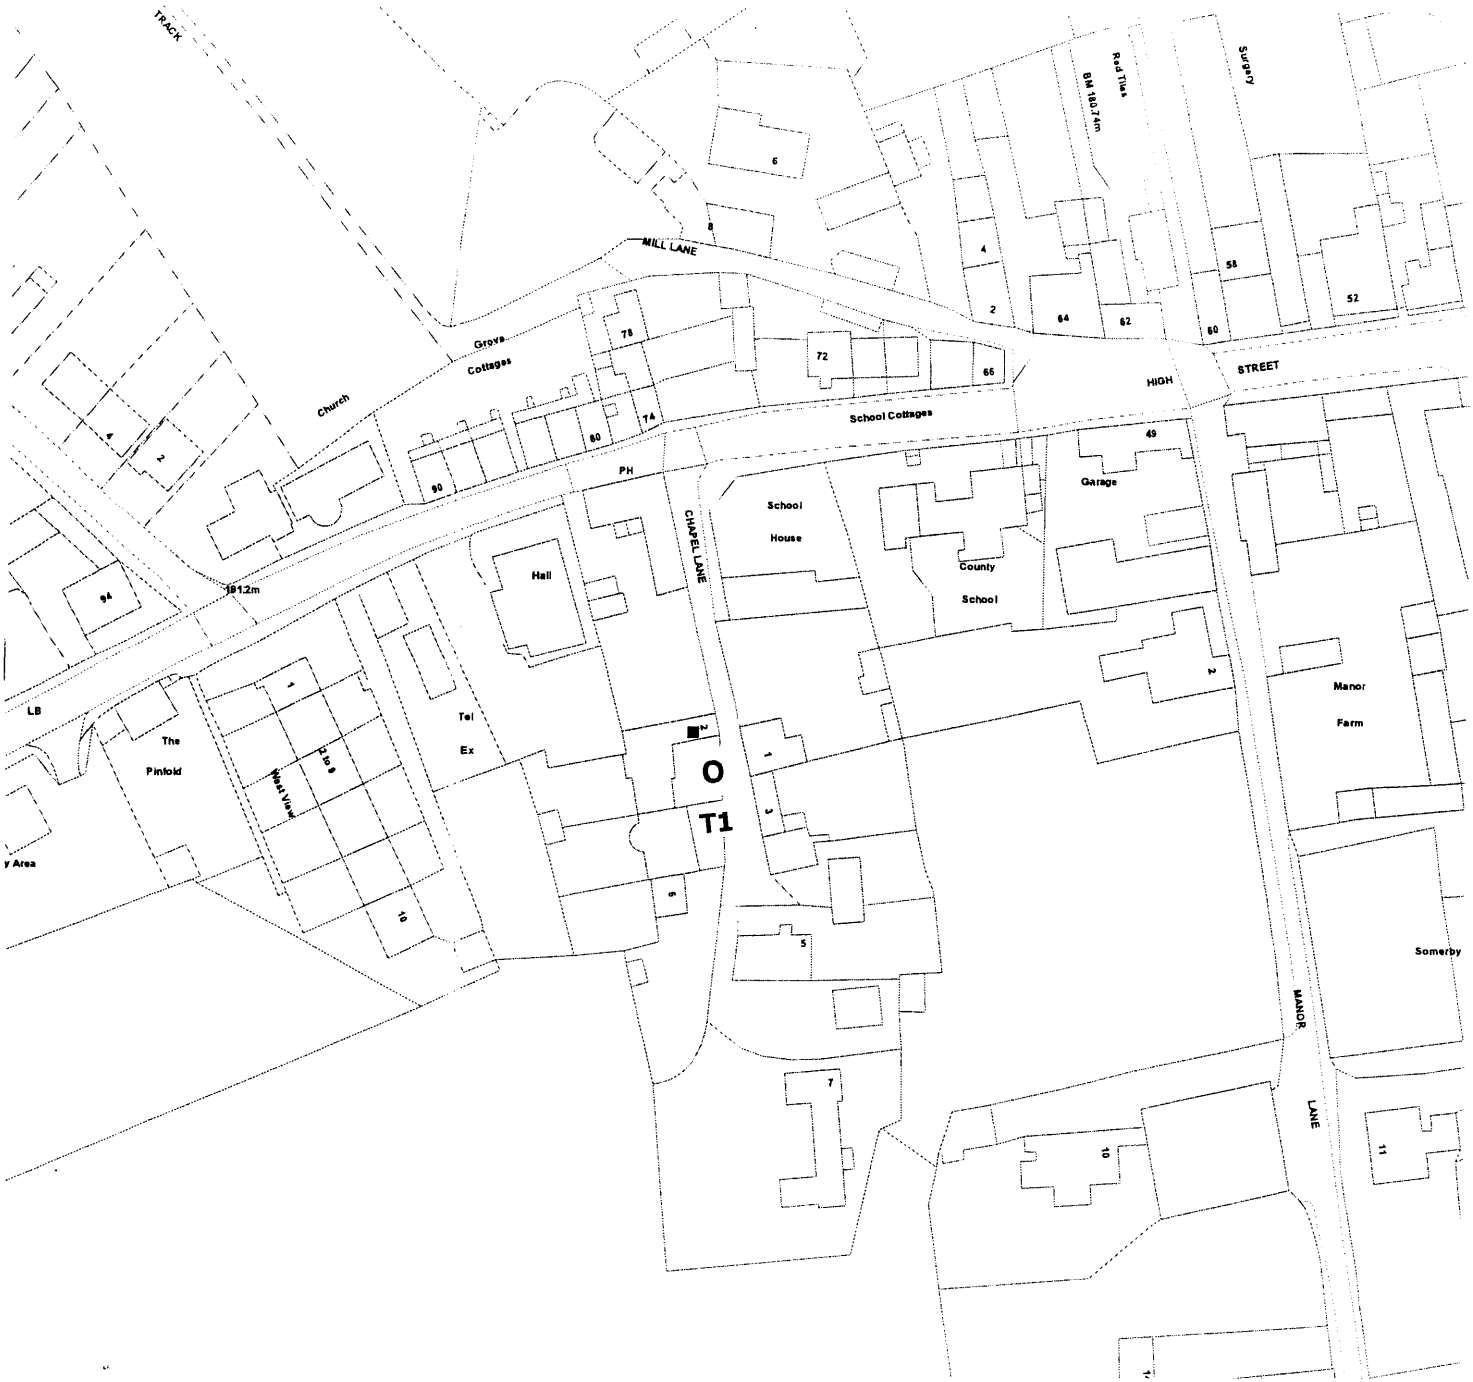 TRACK
Surgery
Red Tiles
BM 180.74m
6
8
MILL LANE
4
2
64
62
58
60
52
78
Grove
Cottages
72
66
HIGH
STREET
Church
74
80
90
School Cottages
49
4
2
PH
Garage
School
House
CHAPEL LANE
Hall
County
School
94
191.2m
2
Manor
Farm
1
LB
The
Pinfold
Tel
Ex
2 to 9
West View
2
1
O
T1
3
y Area
6
10
5
Somerby
MANOR
7
LANE
10
11